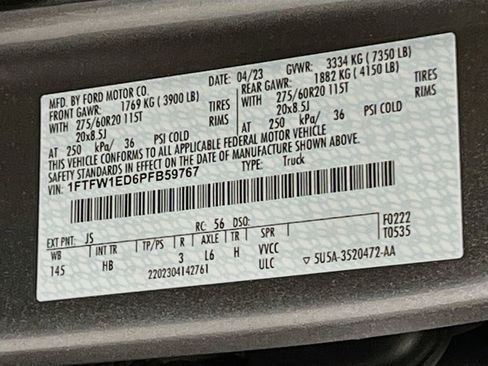 MFD. BY FORD MOTOR CO. DATE: 04/23 GVWR: 3334 KG ( 7350 LB)
FRONT GAWR: 1769 KG ( 3900 LB) REAR GAWR: 1882 KG ( 4150 LB)
WITH 275/60R20 115T TIRES WITH 275/60R20 115T TIRES
20x8.5J RIMS 20x8.5J RIMS
AT 250 kPa/ 36 PSI COLD AT 250 kPa/ 36 PSI COLD
THIS VEHICLE CONFORMS TO ALL APPLICABLE FEDERAL MOTOR VEHICLE
SAFETY STANDARDS IN EFFECT ON THE DATE OF MANUFACTURE SHOWN ABOVE.
1FTFW1ED6PFB59767 TYPE: Truck
EXT PNT: JS RC: 56 DSO: F0222
WB INT TR TP/PS R AXLE TR SPR T0535
145 HB 3 L6 H VVCC
2202304142761 ULC ▽ 5U5A-3520472-AA